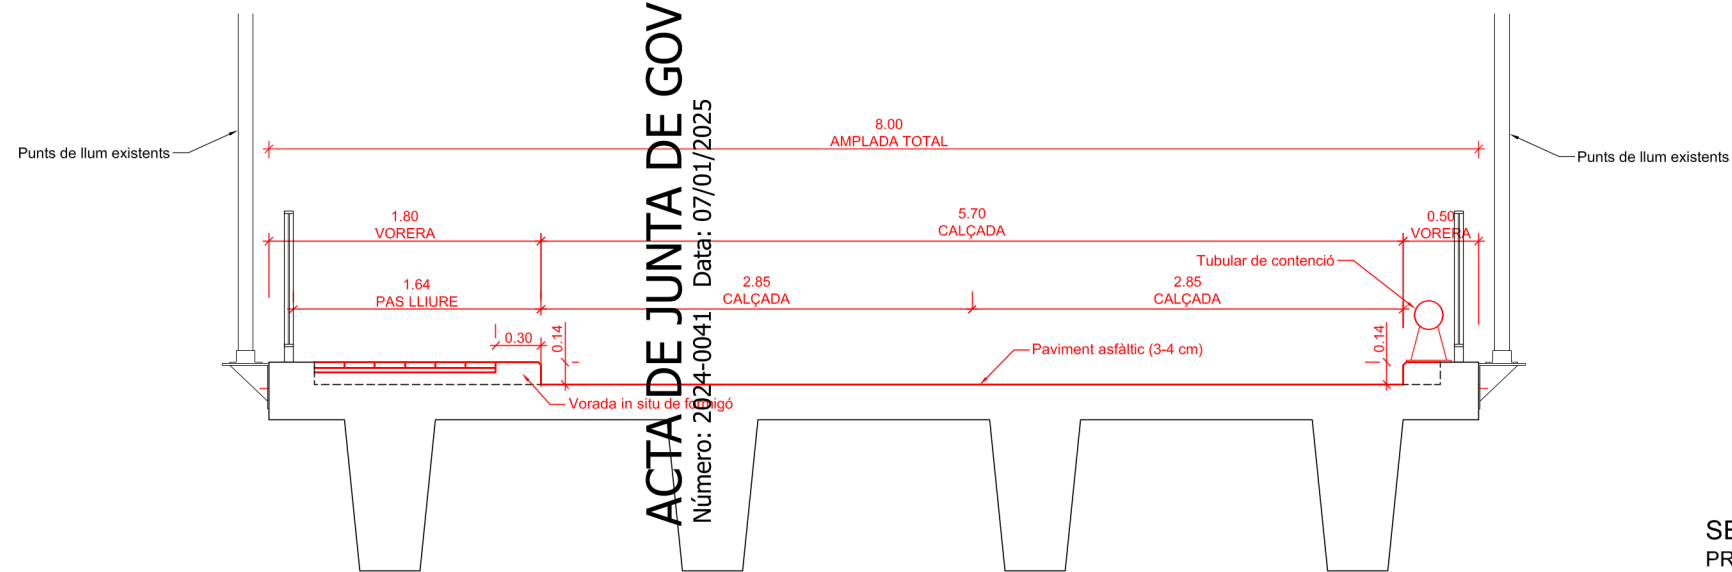 8.00
AMPLADA TOTAL
Punts de llum existents
Punts de llum existents
1.80
VORERA
5.70
CALÇADA
0.50
VORERA
Tubular de contenció
1.64
PAS LLIURE
2.85
CALÇADA
2.85
CALÇADA
0.30
0.14
0.14
Paviment asfàltic (3-4 cm)
Vorada in situ de formigó
ACTA DE JUNTA DE GOV
Número: 2024-0041 Data: 07/01/2025
SE
PR